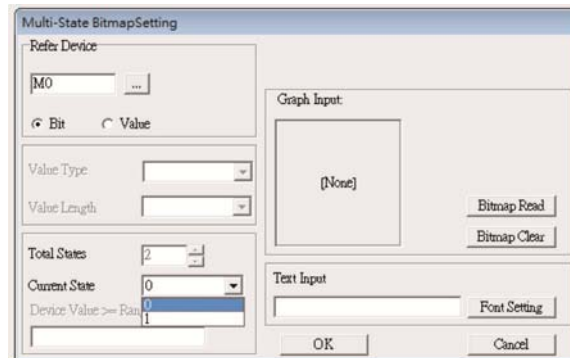 Multi-State BitmapSetting
Refer Device
M0
...
Bit
Value
Value Type
Value Length
Total States
2
Current State
0
Device Value >= Ran
0
1
Graph Input:
[None]
Bitmap Read
Bitmap Clear
Text Input
Font Setting
OK
Cancel